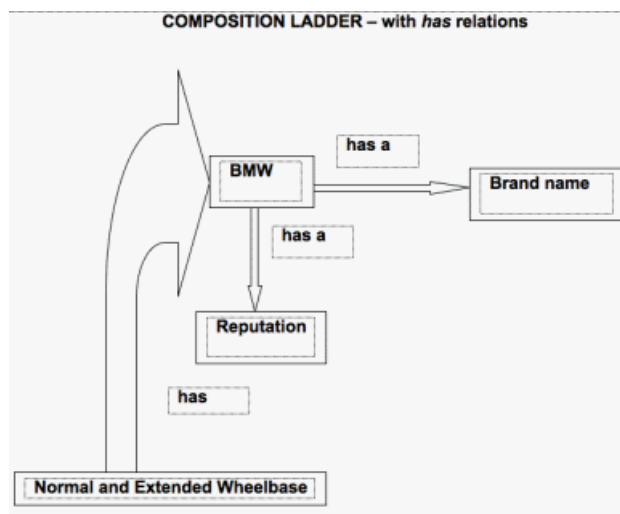 COMPOSITION LADDER – with has relations
has a
BMW
Brand name
has a
Reputation
has
Normal and Extended Wheelbase